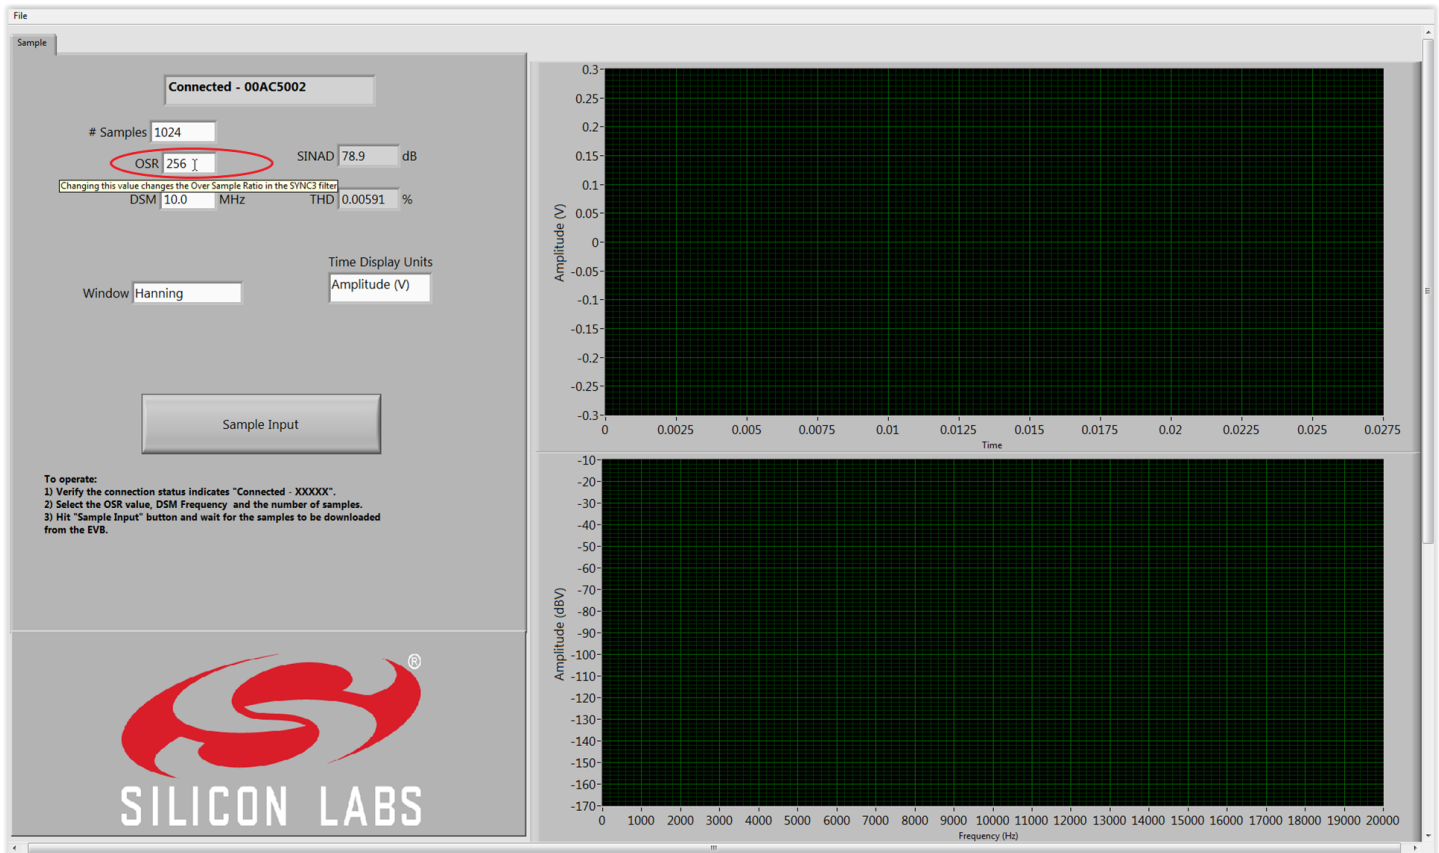 File
Sample
Connected - 00AC5002
# Samples 1024
OSR 256
SINAD 78.9 dB
Changing this value changes the Over Sample Ratio in the SYNC3 filter
DSM 10.0 MHz
THD 0.00591 %
Time Display Units
Amplitude (V)
Window Hanning
Sample Input
To operate:
1) Verify the connection status indicates "Connected - XXXXX".
2) Select the OSR value, DSM Frequency and the number of samples.
3) Hit "Sample Input" button and wait for the samples to be downloaded
from the EVB.
®
SILICON LABS
Amplitude (V)
0.3
0.25
0.2
0.15
0.1
0.05
0
-0.05
-0.1
-0.15
-0.2
-0.25
-0.3
0 0.0025 0.005 0.0075 0.01 0.0125 0.015 0.0175 0.02 0.0225 0.025 0.0275
Time
Amplitude (dBV)
-10
-20
-30
-40
-50
-60
-70
-80
-90
-100
-110
-120
-130
-140
-150
-160
-170
0 1000 2000 3000 4000 5000 6000 7000 8000 9000 10000 11000 12000 13000 14000 15000 16000 17000 18000 19000 20000
Frequency (Hz)